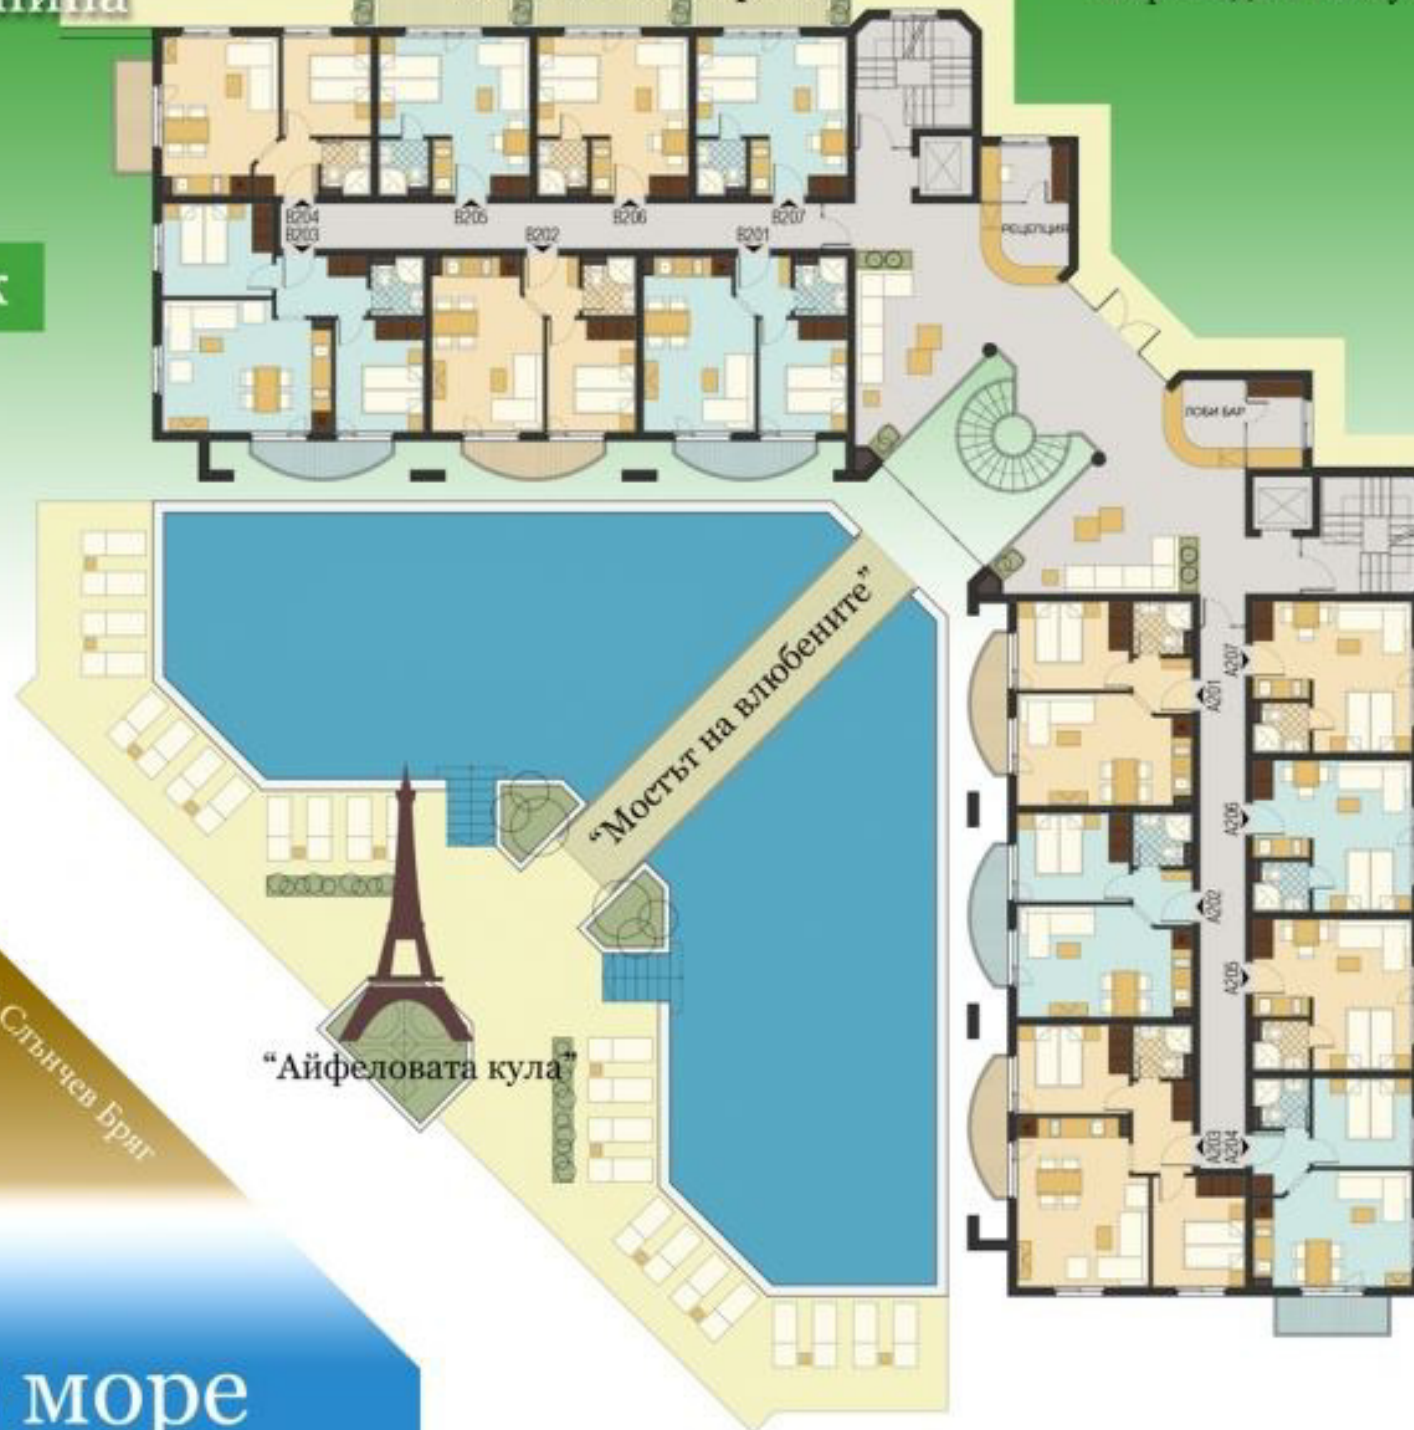 B204
B205
B206
B207
B203
B202
B201
РЕЦЕПЦИЯ
ЛОБИ БАР
“Мостът на влюбените”
A207
A201
A206
A202
A205
A203
A204
“Айфеловата кула”
Слънчев Бряг
море